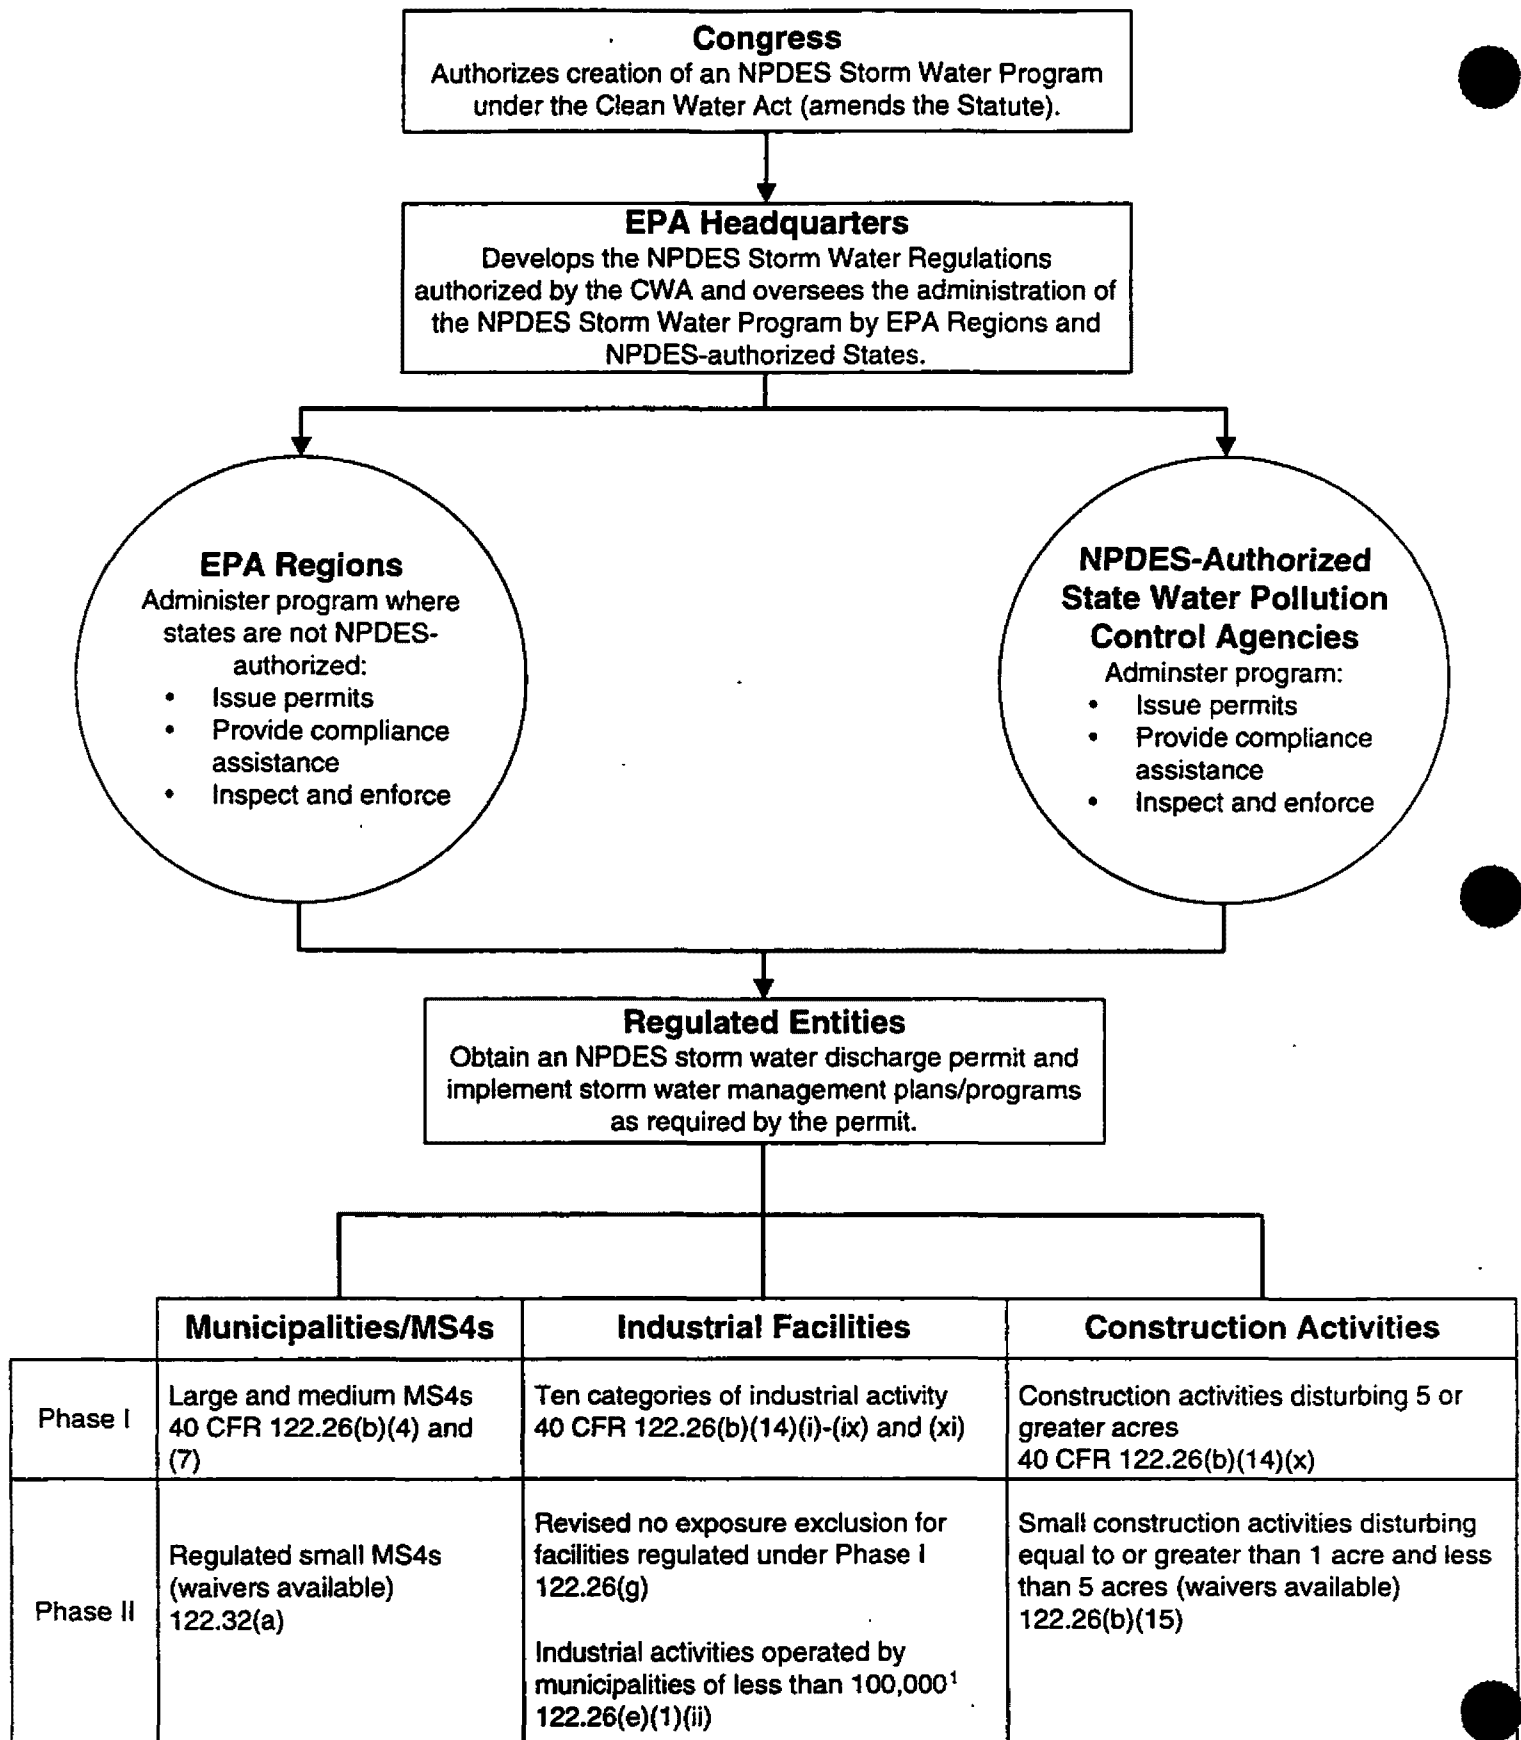 Congress
Authorizes creation of an NPDES Storm Water Program
under the Clean Water Act (amends the Statute).
EPA Headquarters
Develops the NPDES Storm Water Regulations
authorized by the CWA and oversees the administration of
the NPDES Storm Water Program by EPA Regions and
NPDES-authorized States.
EPA Regions
Administer program where
states are not NPDES-
authorized:
• Issue permits
• Provide compliance
assistance
• Inspect and enforce
NPDES-Authorized
State Water Pollution
Control Agencies
Adminster program:
• Issue permits
• Provide compliance
assistance
• Inspect and enforce
Regulated Entities
Obtain an NPDES storm water discharge permit and
implement storm water management plans/programs
as required by the permit.
Municipalities/MS4s
Industrial Facilities
Construction Activities
Phase I
Large and medium MS4s
40 CFR 122.26(b)(4) and
(7)
Ten categories of industrial activity
40 CFR 122.26(b)(14)(i)-(ix) and (xi)
Construction activities disturbing 5 or
greater acres
40 CFR 122.26(b)(14)(x)
Phase II
Regulated small MS4s
(waivers available)
122.32(a)
Revised no exposure exclusion for
facilities regulated under Phase I
122.26(g)
Industrial activities operated by
municipalities of less than 100,000¹
122.26(e)(1)(ii)
Small construction activities disturbing
equal to or greater than 1 acre and less
than 5 acres (waivers available)
122.26(b)(15)